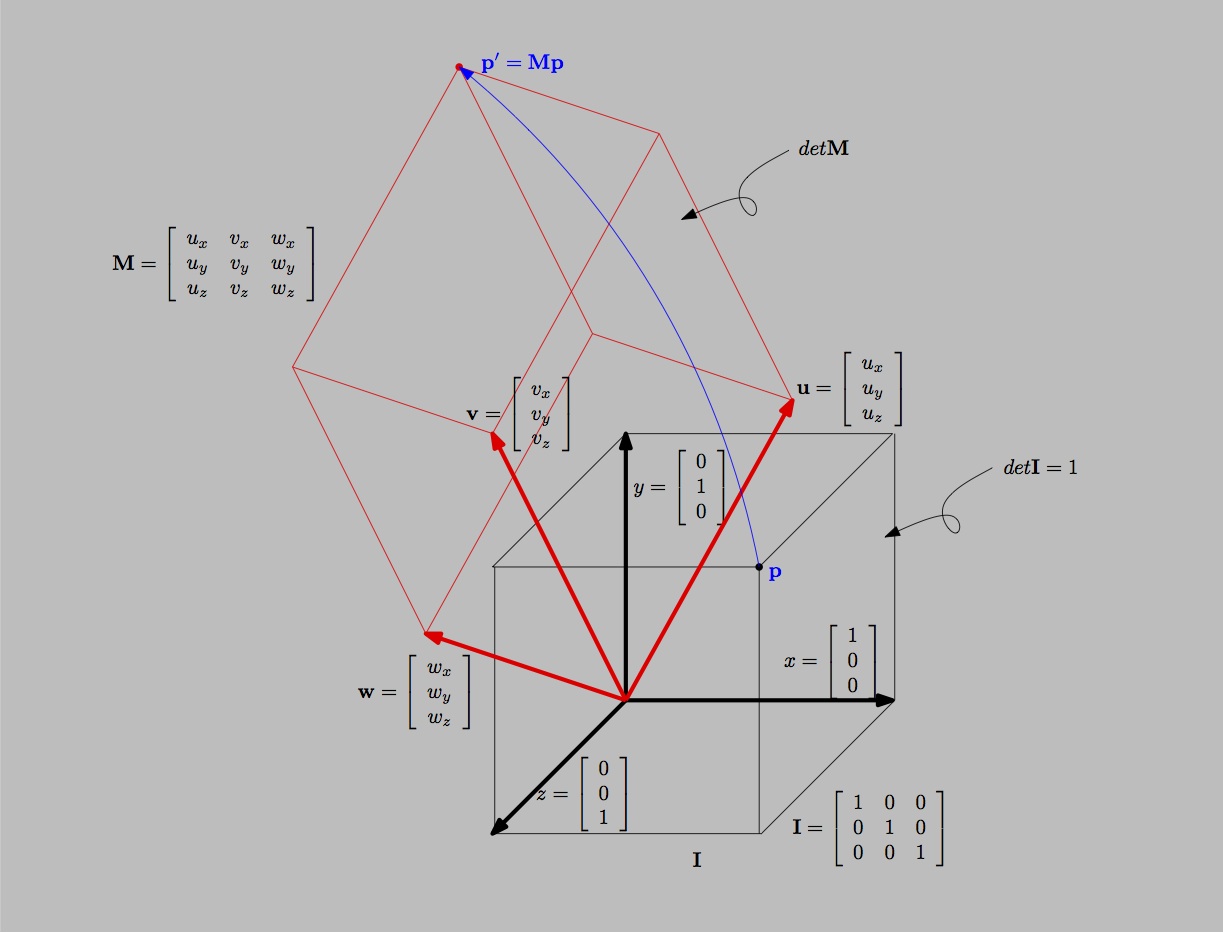 p′ = Mp
detM
M = [ u_x v_x w_x
u_y v_y w_y
u_z v_z w_z ]
u = [ u_x
u_y
u_z ]
v = [ v_x
v_y
v_z ]
detI = 1
y = [ 0
1
0 ]
p
x = [ 1
0
0 ]
w = [ w_x
w_y
w_z ]
z = [ 0
0
1 ]
I = [ 1 0 0
0 1 0
0 0 1 ]
I